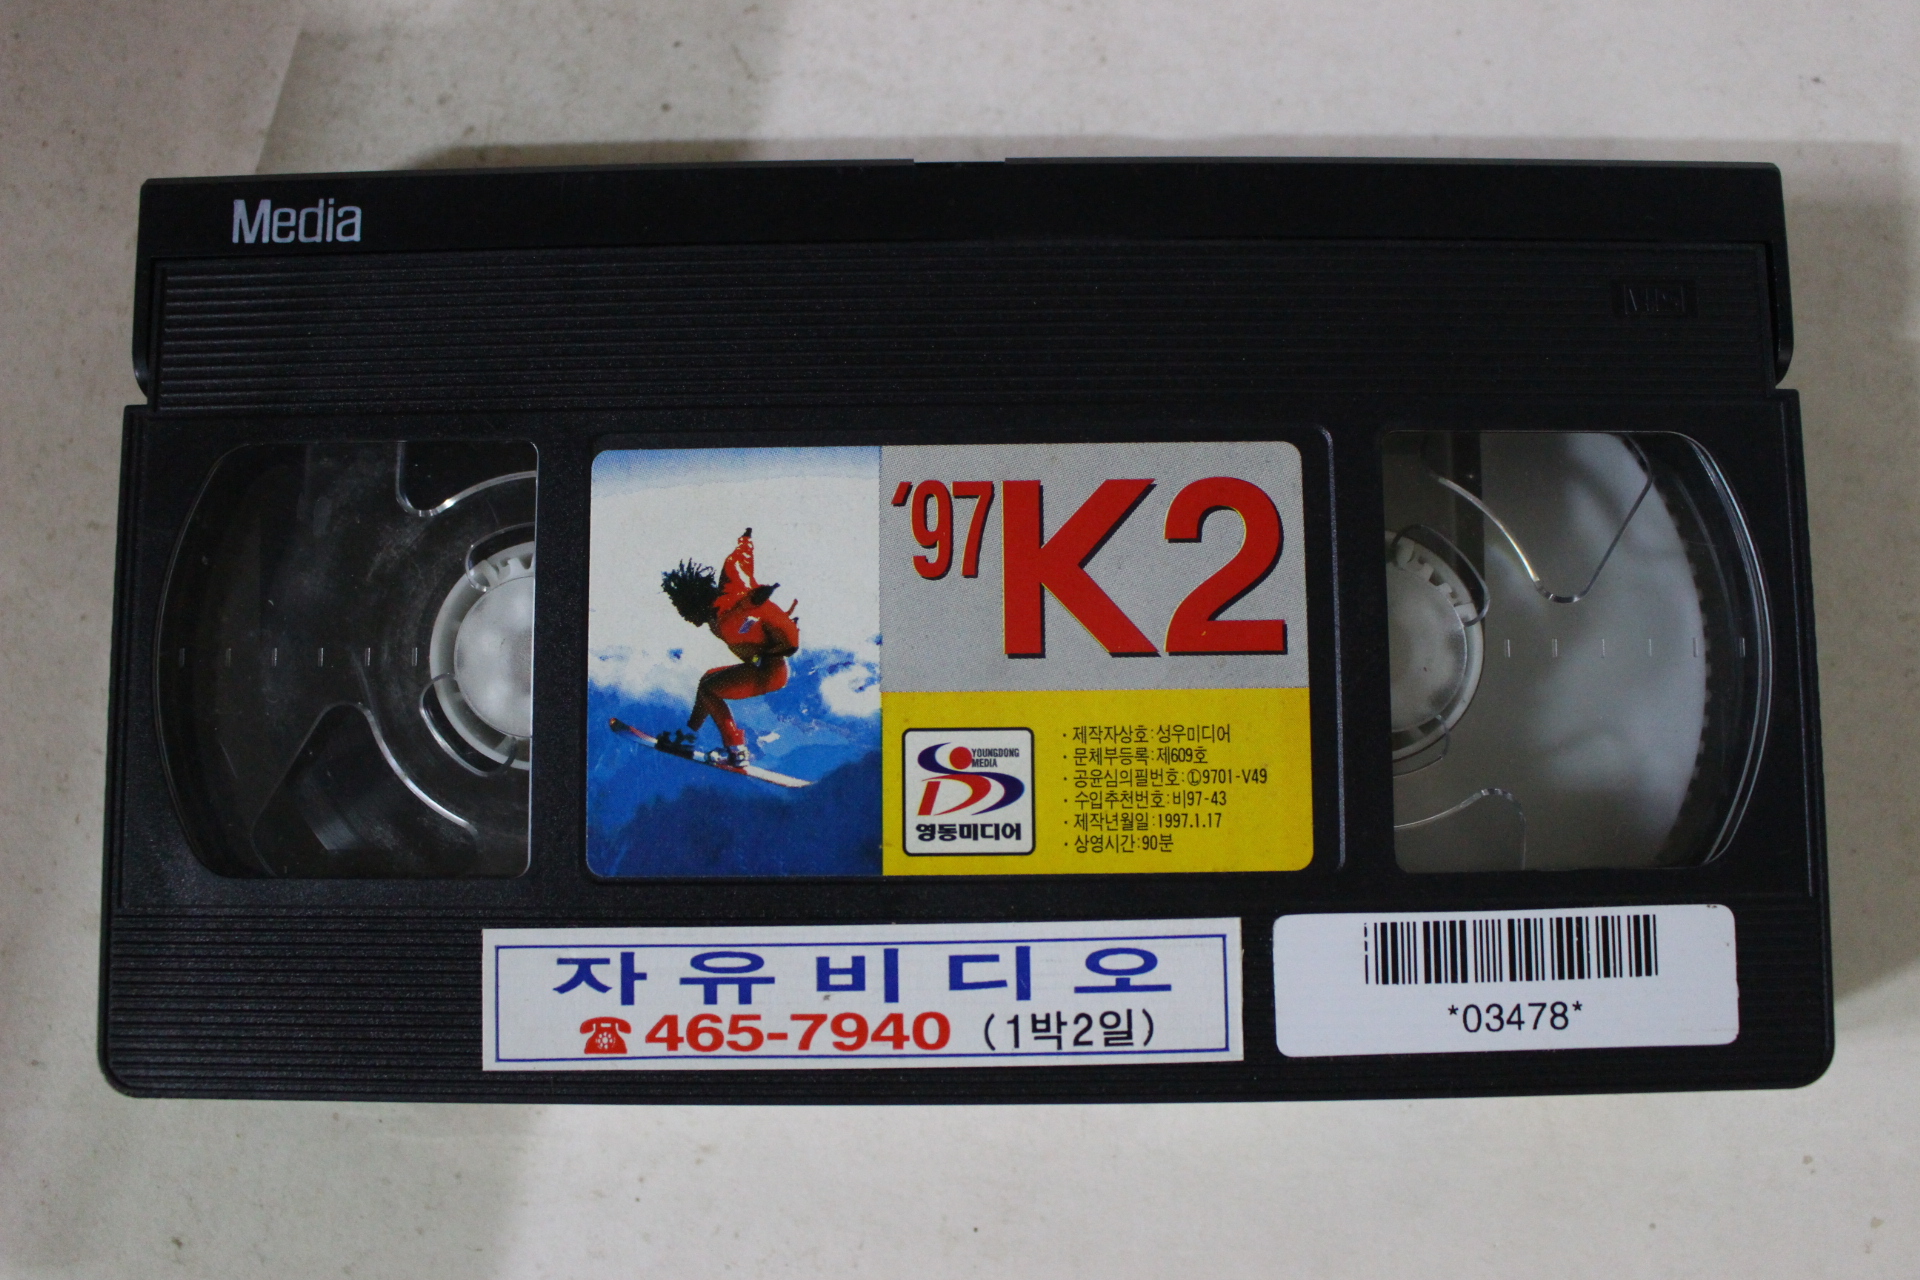 Media
VHS
'97 K2
YOUNGDONG
MEDIA
영동미디어
· 제작자상호:성우미디어
· 문체부등록:제609호
· 공윤심의필번호:Ⓛ9701-V49
· 수입추천번호:비97-43
· 제작년월일:1997.1.17
· 상영시간:90분
자유비디오
☎465-7940 (1박2일)
*03478*